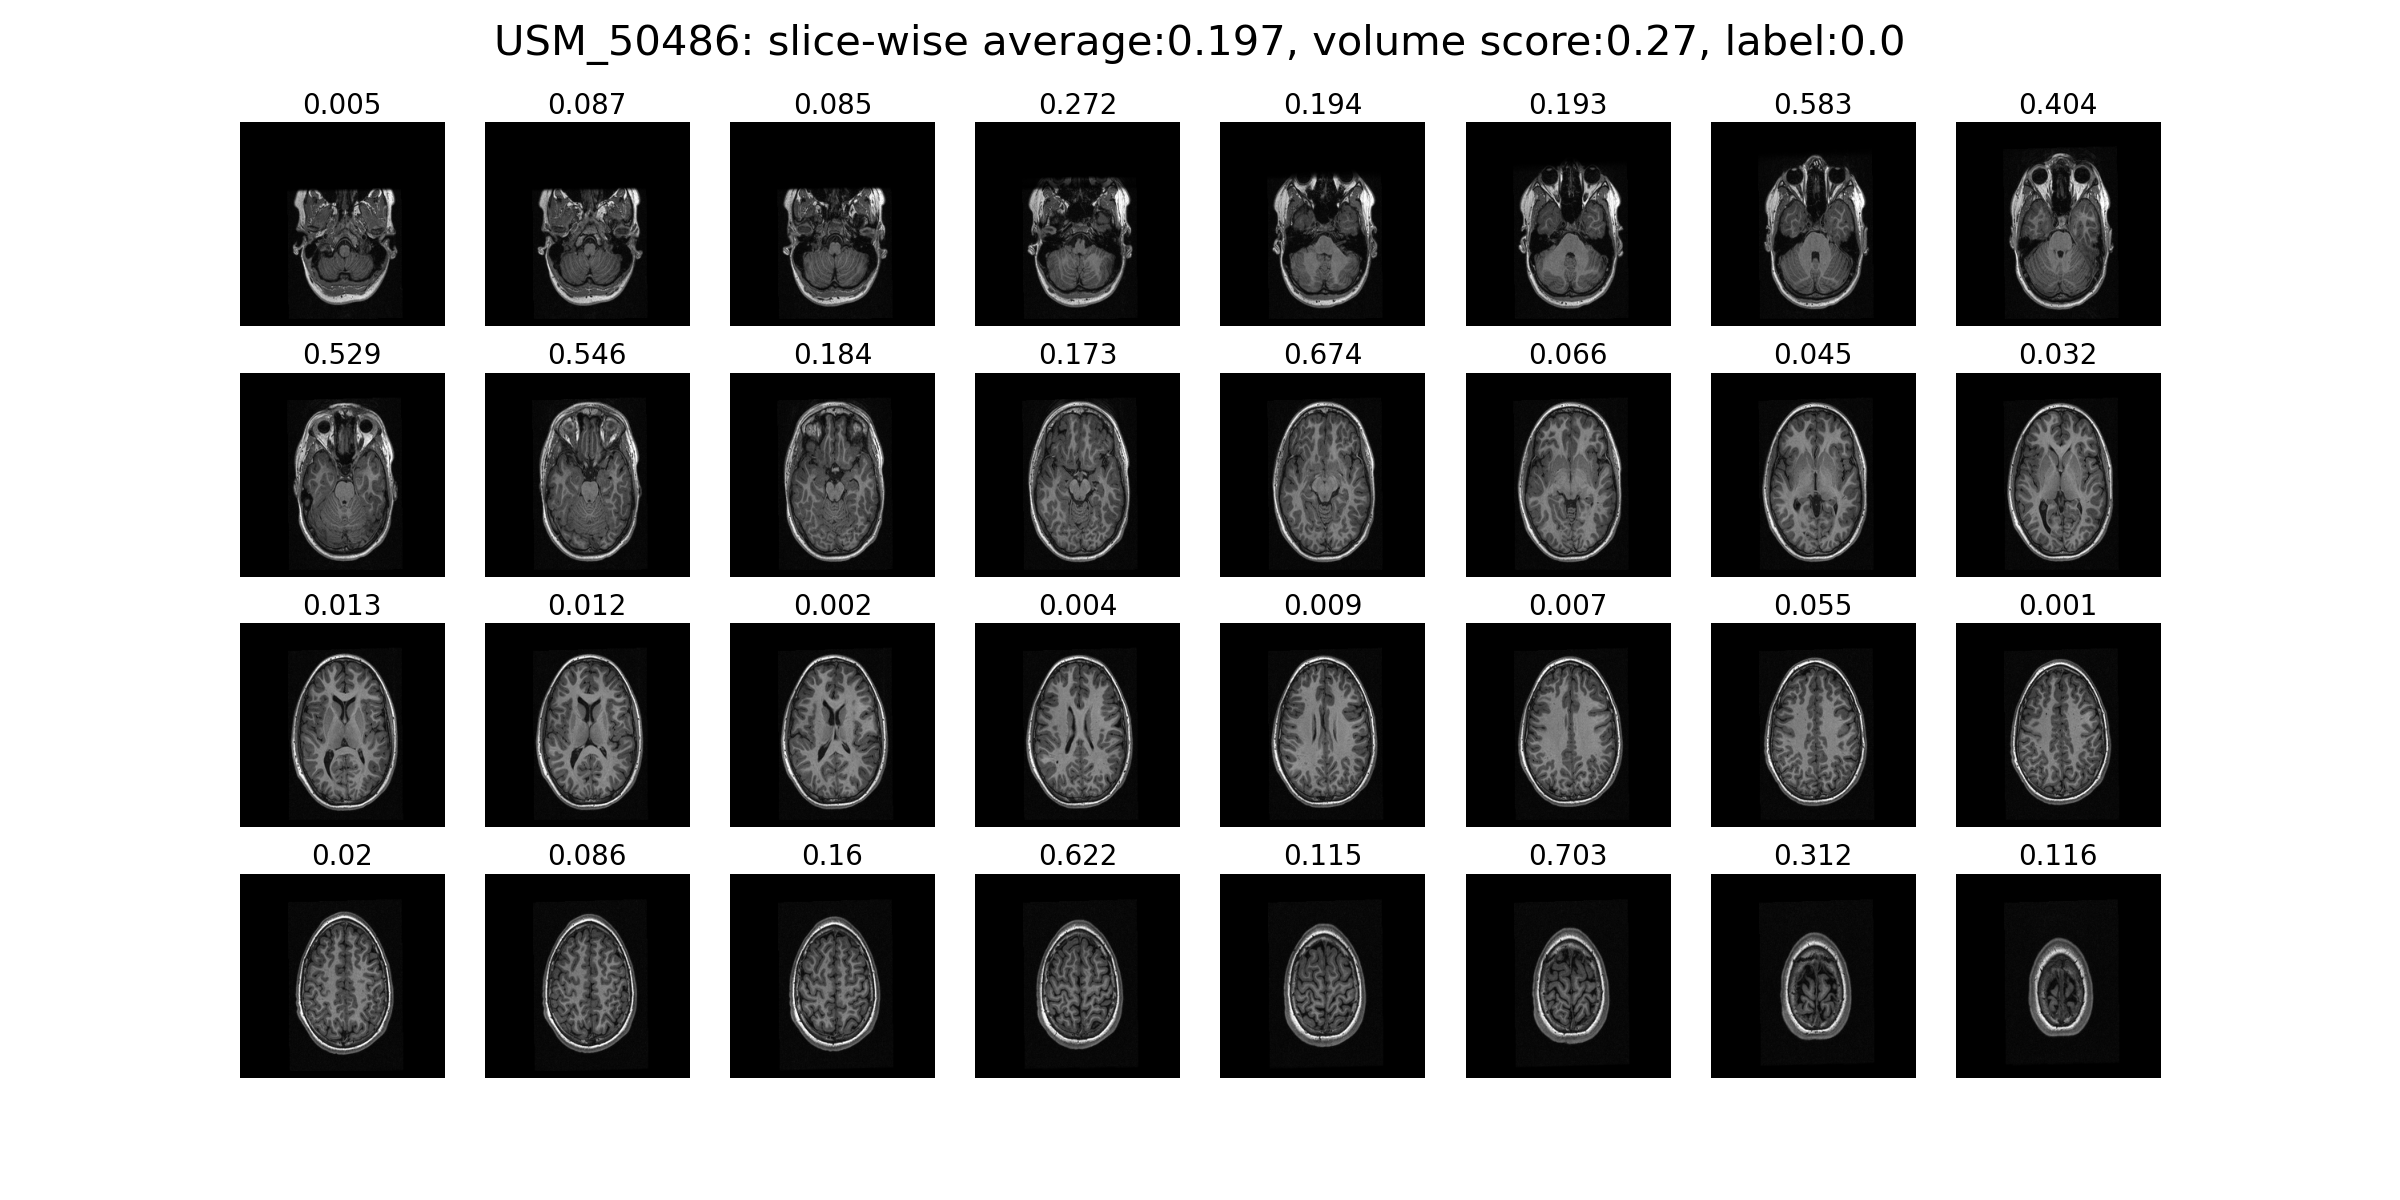 USM_50486: slice-wise average:0.197, volume score:0.27, label:0.0
0.005 0.087 0.085 0.272 0.194 0.193 0.583 0.404
0.529 0.546 0.184 0.173 0.674 0.066 0.045 0.032
0.013 0.012 0.002 0.004 0.009 0.007 0.055 0.001
0.02 0.086 0.16 0.622 0.115 0.703 0.312 0.116